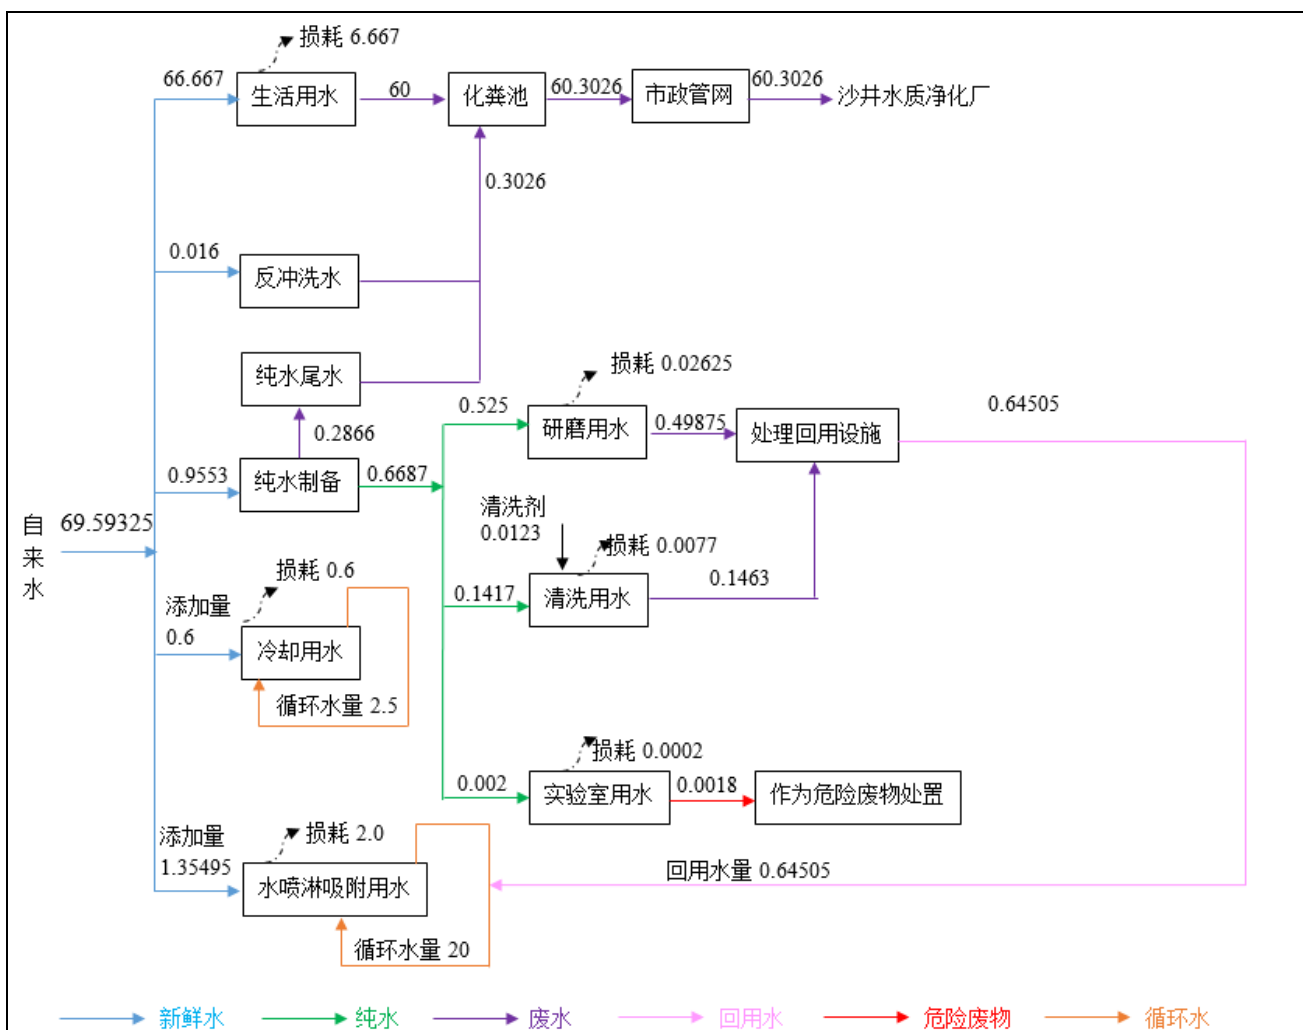 损耗 6.667
66.667
生活用水
60
化粪池
60.3026
市政管网
60.3026
沙井水质净化厂
0.3026
0.016
反冲洗水
纯水尾水
0.2866
损耗 0.02625
0.525
研磨用水
0.49875
处理回用设施
0.64505
0.9553
纯水制备
0.6687
自来水
69.59325
清洗剂
0.0123
损耗 0.0077
0.1417
清洗用水
0.1463
损耗 0.6
添加量
0.6
冷却用水
循环水量 2.5
损耗 0.0002
0.002
实验室用水
0.0018
作为危险废物处置
添加量
1.35495
损耗 2.0
水喷淋吸附用水
回用水量 0.64505
循环水量 20
新鲜水
纯水
废水
回用水
危险废物
循环水